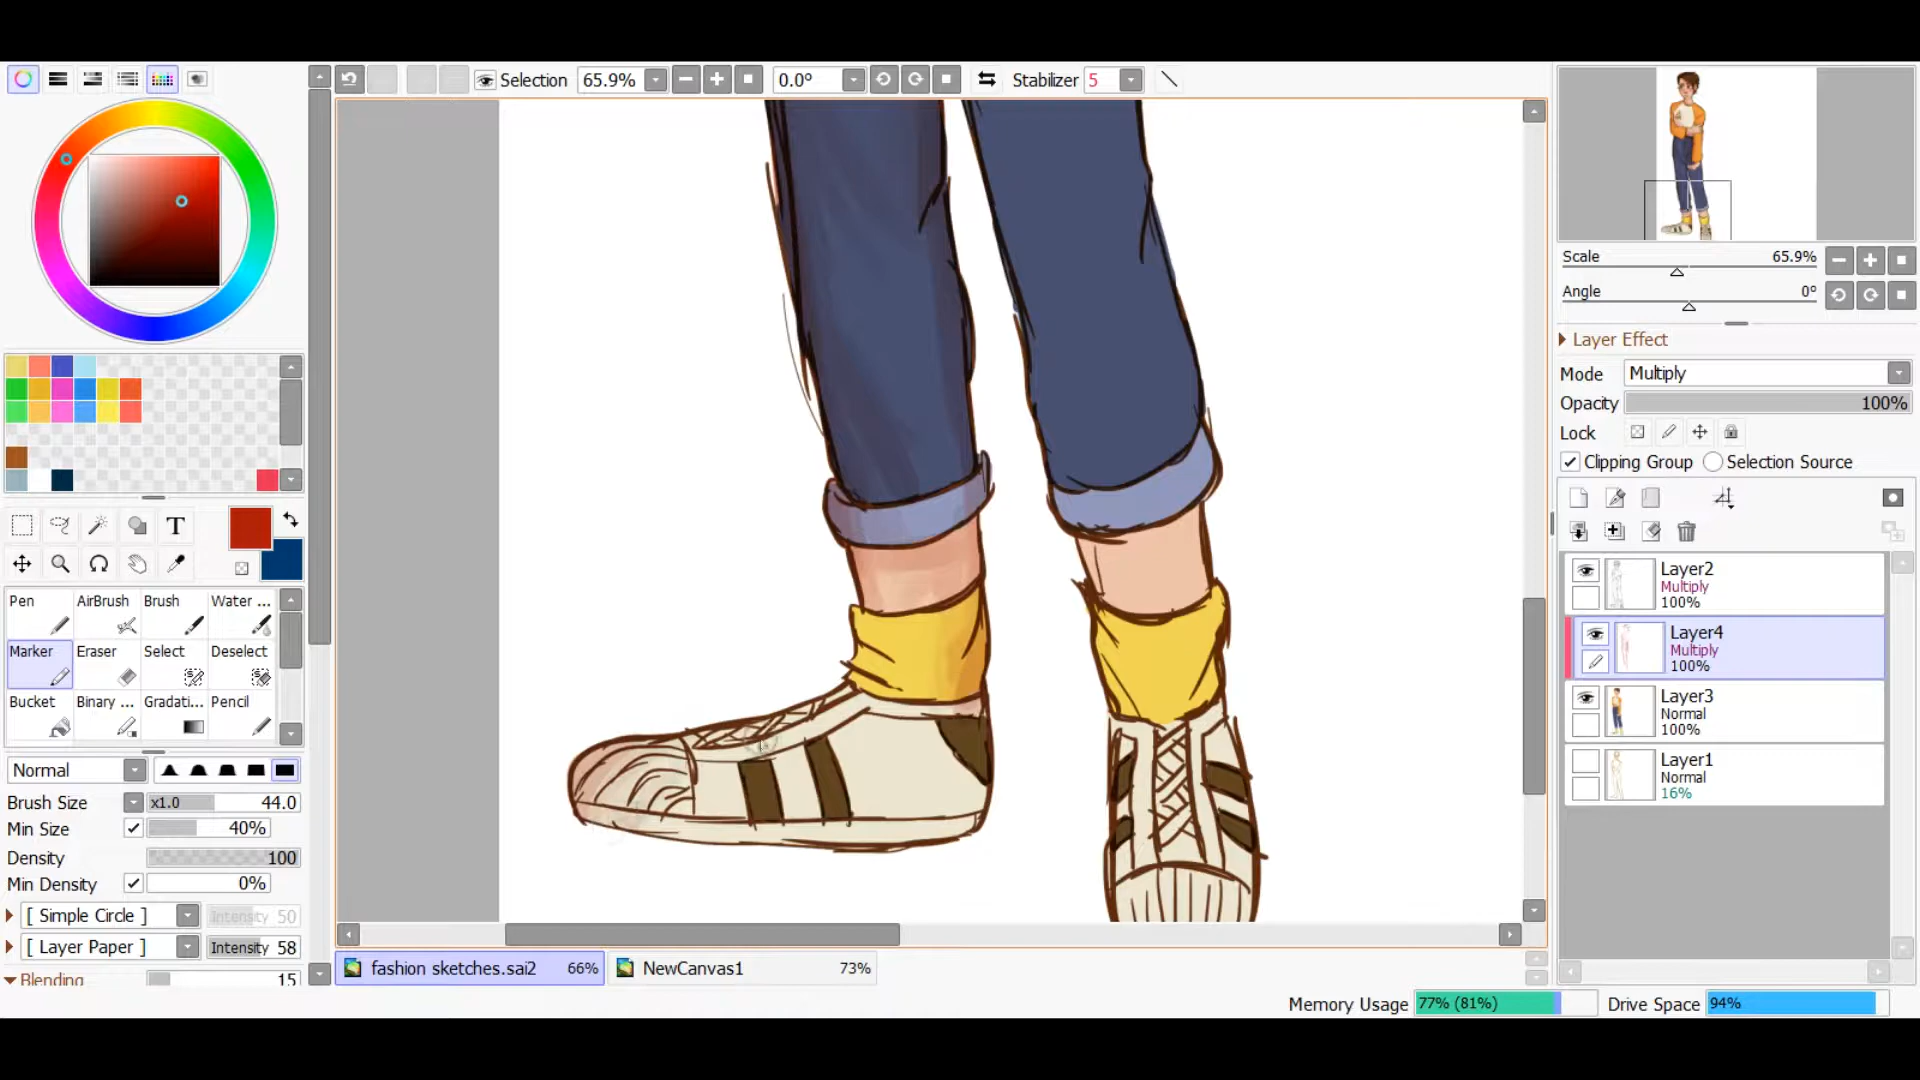 Selection 65.9% 0.0° Stabilizer 5
Scale 65.9%
Angle 0°
Layer Effect
Mode Multiply
Opacity 100%
Lock
Clipping Group Selection Source
T
Pen AirBrush Brush Water ...
Marker Eraser Select Deselect
Bucket Binary ... Gradati... Pencil
Normal
Brush Size x1.0 44.0
Min Size 40%
Density 100
Min Density 0%
[ Simple Circle ] Intensity 50
[ Layer Paper ] Intensity 58
Blending 15
Layer2
Multiply
100%
Layer4
Multiply
100%
Layer3
Normal
100%
Layer1
Normal
16%
fashion sketches.sai2 66% NewCanvas1 73%
Memory Usage 77% (81%) Drive Space 94%